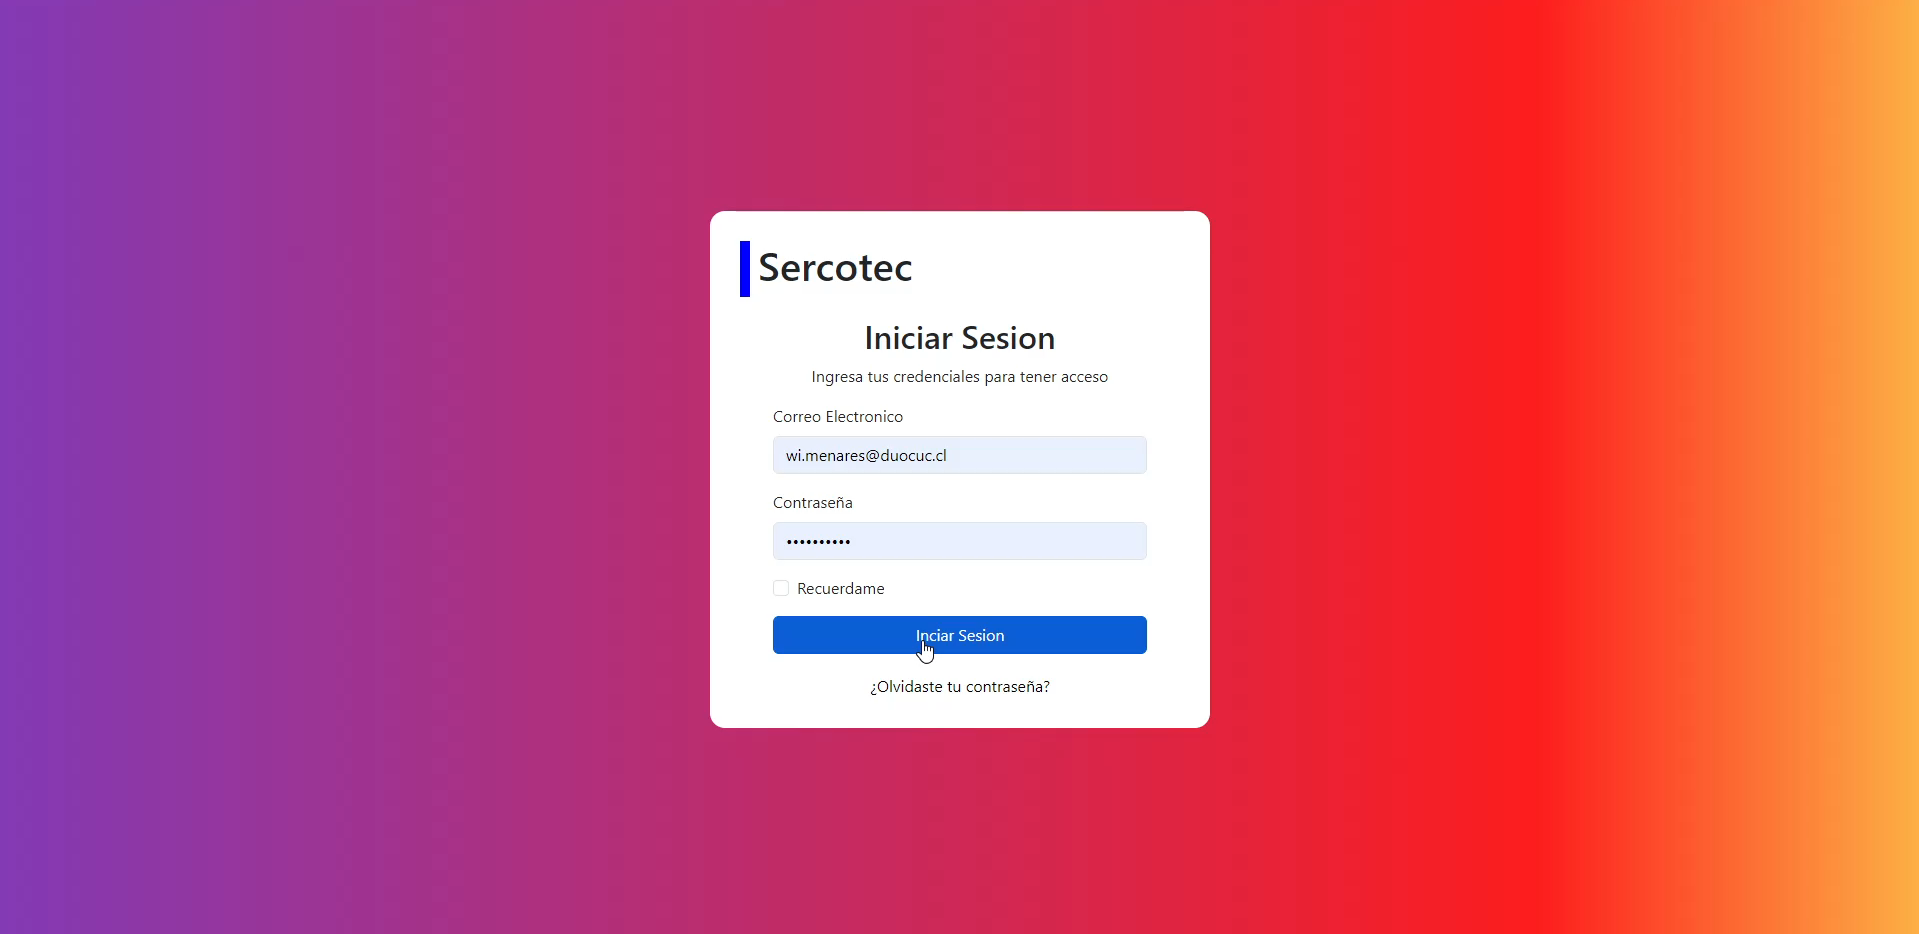 Sercotec
Iniciar Sesion
Ingresa tus credenciales para tener acceso
Correo Electronico
wi.menares@duocuc.cl
Contraseña
••••••••••
Recuerdame
Inciar Sesion
¿Olvidaste tu contraseña?